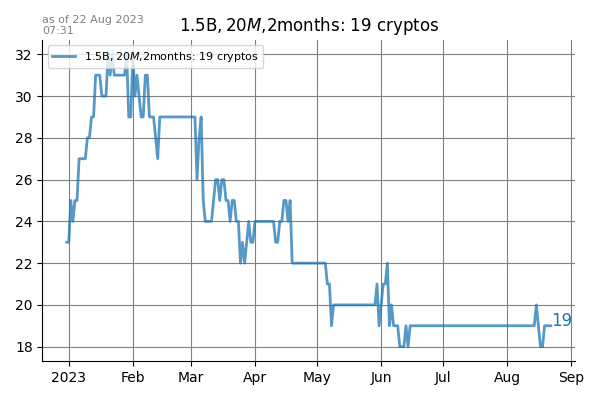 as of 22 Aug 2023
07:31
1.5B, 20M,2months: 19 cryptos
1.5B, 20M,2months: 19 cryptos
32
30
28
26
24
22
20
18
19
2023 Feb Mar Apr May Jun Jul Aug Sep